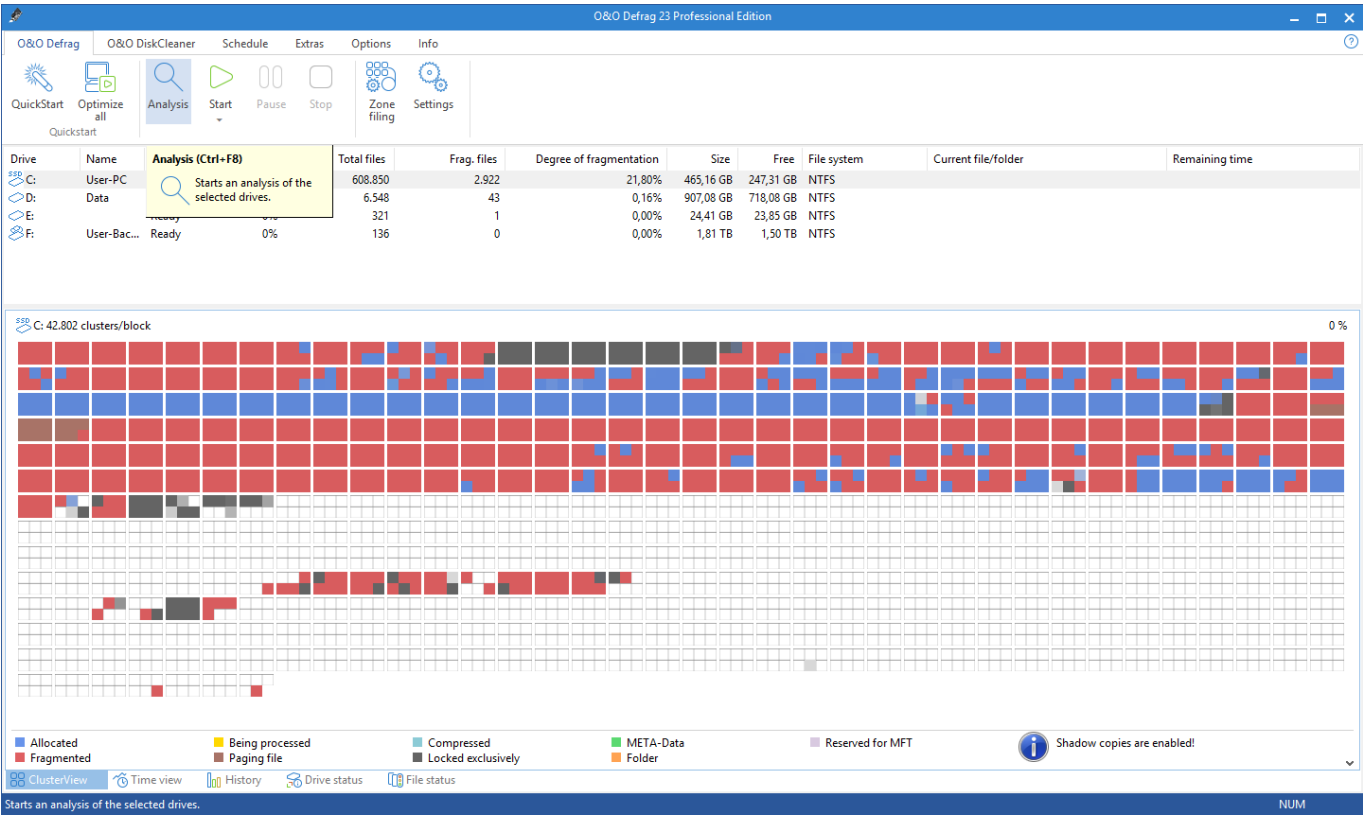 O&O Defrag 23 Professional Edition
O&O Defrag O&O DiskCleaner Schedule Extras Options Info
QuickStart Optimize all Analysis Start Pause Stop Zone filing Settings
Quickstart
Drive Name Total files Frag. files Degree of fragmentation Size Free File system Current file/folder Remaining time
Analysis (Ctrl+F8)
Starts an analysis of the
selected drives.
SSD C: User-PC 608.850 2.922 21,80% 465,16 GB 247,31 GB NTFS
D: Data 6.548 43 0,16% 907,08 GB 718,08 GB NTFS
E: Ready 0% 321 1 0,00% 24,41 GB 23,85 GB NTFS
F: User-Bac... Ready 0% 136 0 0,00% 1,81 TB 1,50 TB NTFS
SSD C: 42.802 clusters/block 0 %
Allocated Being processed Compressed META-Data Reserved for MFT Shadow copies are enabled!
Fragmented Paging file Locked exclusively Folder
ClusterView Time view History Drive status File status
Starts an analysis of the selected drives. NUM